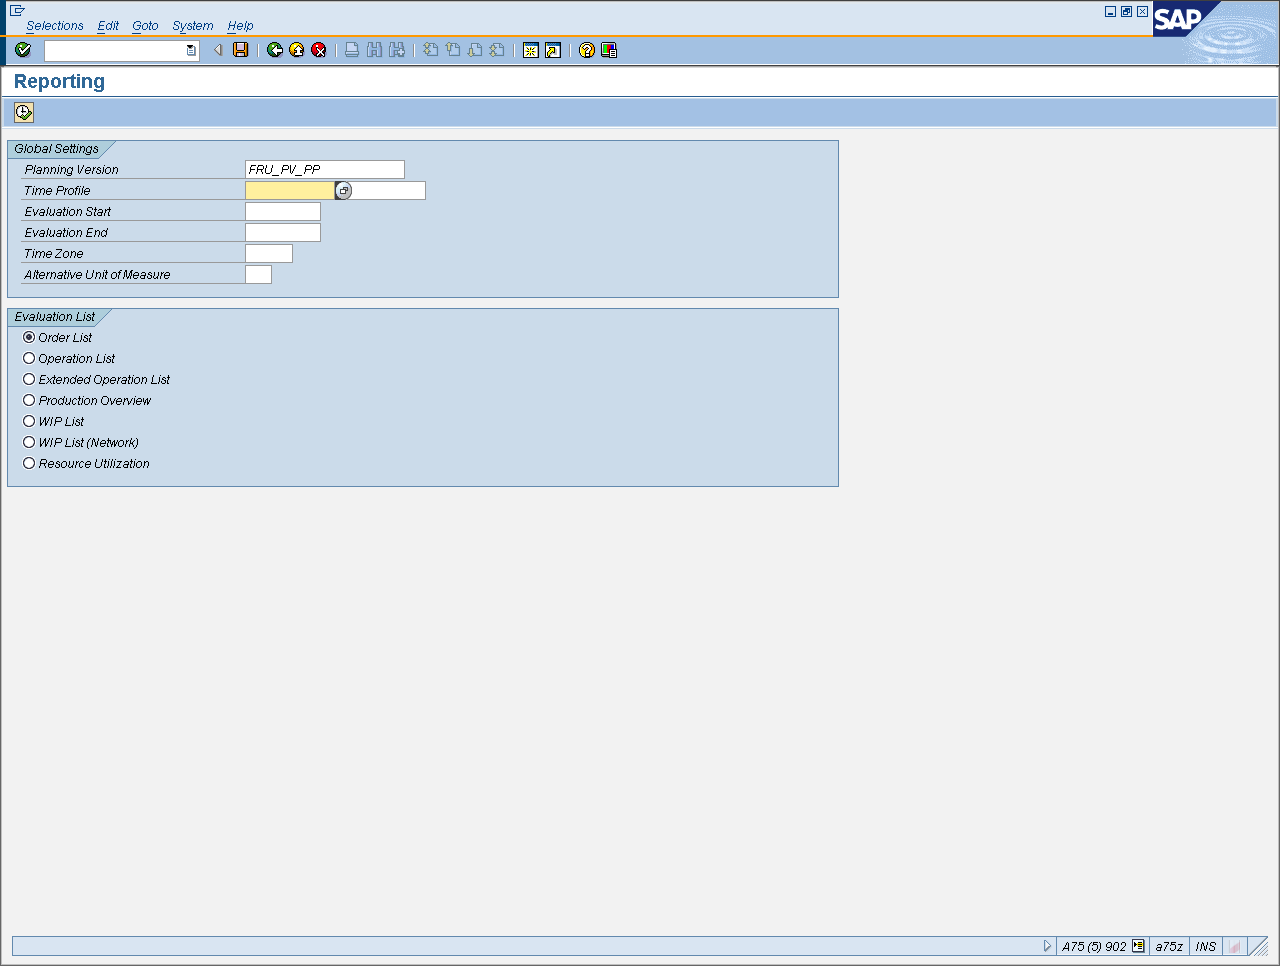 Selections Edit Goto System Help
SAP
Reporting
Global Settings
Planning Version FRU_PV_PP
Time Profile
Evaluation Start
Evaluation End
Time Zone
Alternative Unit of Measure
Evaluation List
Order List
Operation List
Extended Operation List
Production Overview
WIP List
WIP List (Network)
Resource Utilization
A75 (5) 902 a75z INS